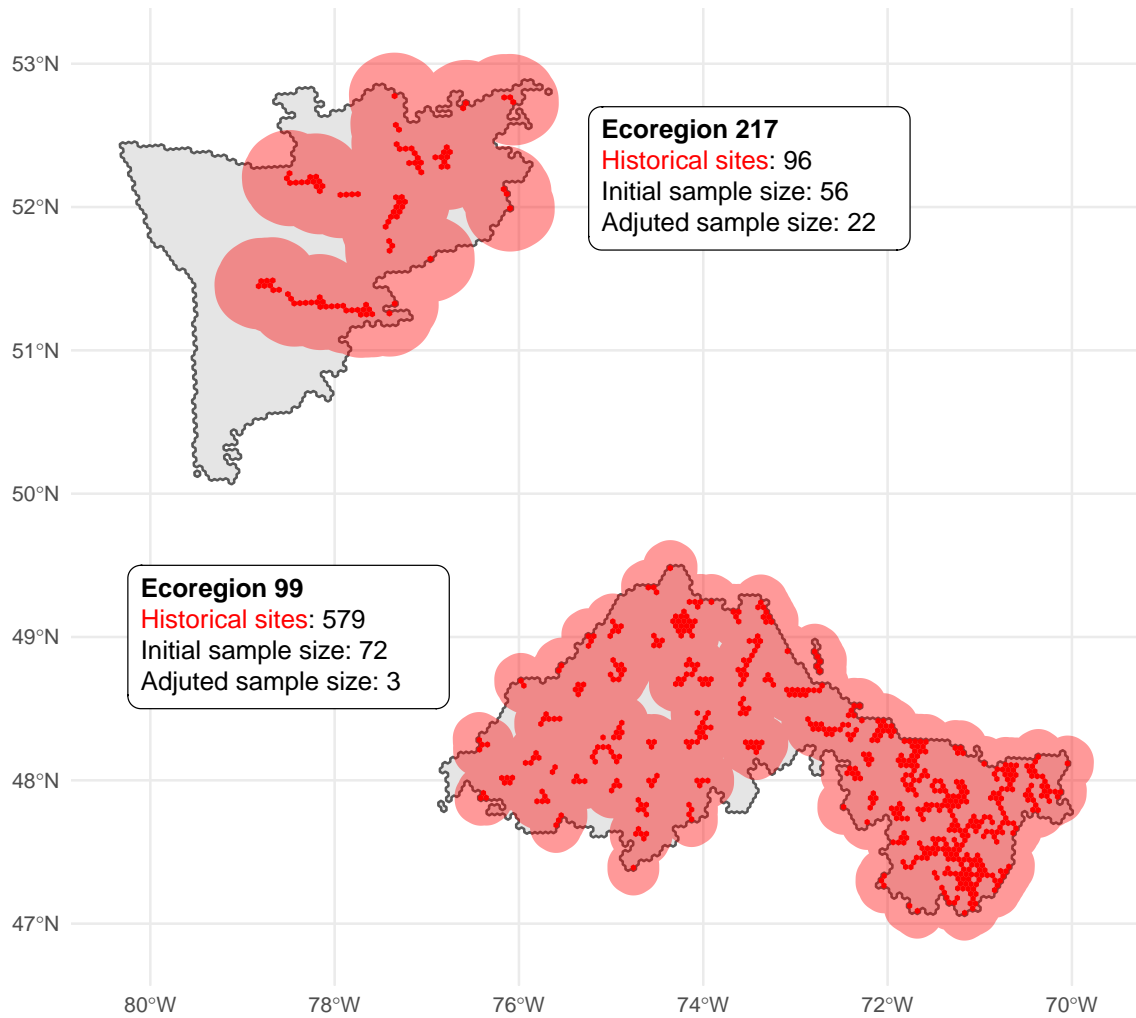 53°N
52°N
51°N
50°N
49°N
48°N
47°N
Ecoregion 217
Historical sites: 96
Initial sample size: 56
Adjuted sample size: 22
Ecoregion 99
Historical sites: 579
Initial sample size: 72
Adjuted sample size: 3
80°W
78°W
76°W
74°W
72°W
70°W